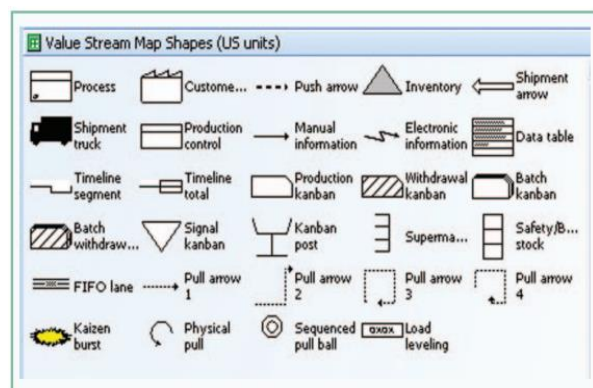 Value Stream Map Shapes (US units)
Process
Custome...
Push arrow
Inventory
Shipment
arrow
Shipment
truck
Production
control
Manual
information
Electronic
information
Data table
Timeline
segment
Timeline
total
Production
kanban
Withdrawal
kanban
Batch
kanban
Batch
withdraw...
Signal
kanban
Kanban
post
Superma...
Safety/B...
stock
FIFO lane
Pull arrow
1
Pull arrow
2
Pull arrow
3
Pull arrow
4
Kaizen
burst
Physical
pull
Sequenced
pull ball
OXOX
Load
leveling